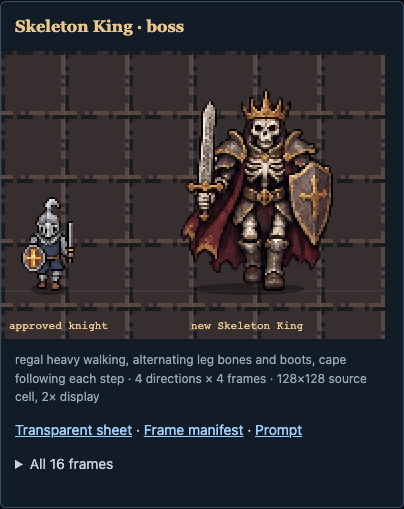 Skeleton King · boss
approved knight
new Skeleton King
regal heavy walking, alternating leg bones and boots, cape
following each step · 4 directions × 4 frames · 128×128 source
cell, 2× display
Transparent sheet · Frame manifest · Prompt
▶ All 16 frames